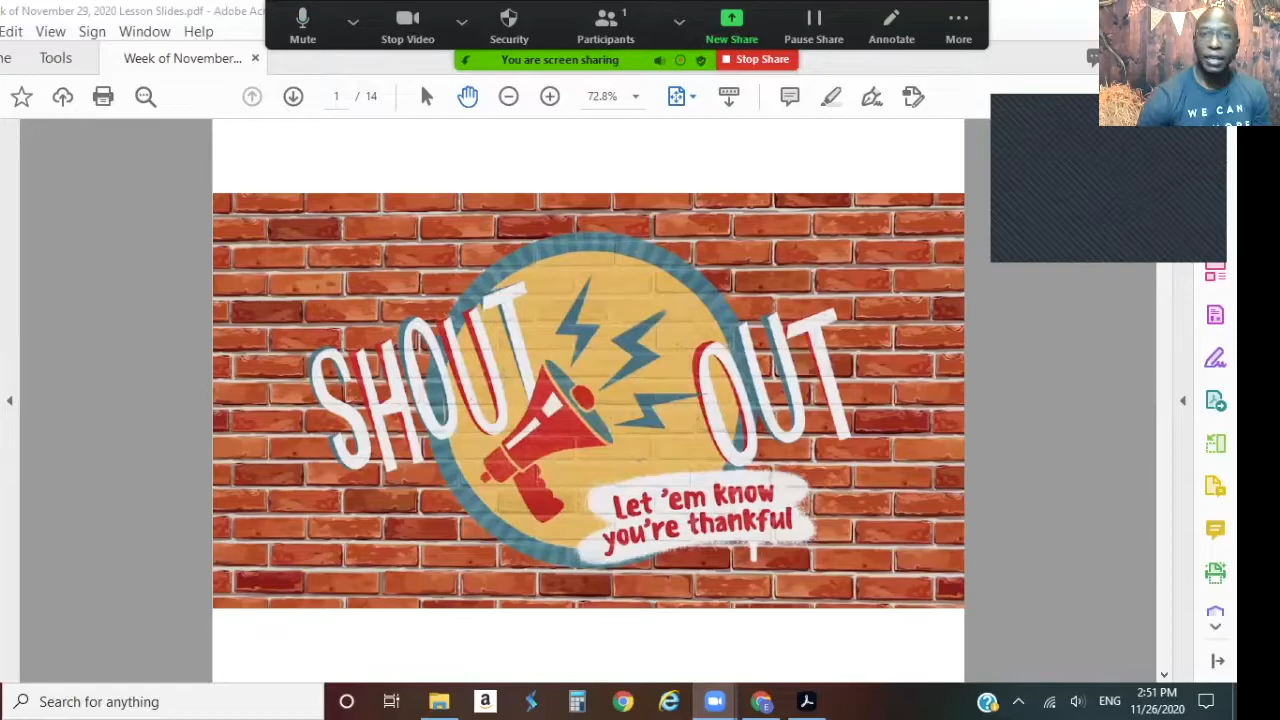 k of November 29, 2020 Lesson Slides.pdf - Adobe Acr
Edit View Sign Window Help
Mute
Stop Video
Security
1
Participants
New Share
Pause Share
Annotate
More
You are screen sharing
Stop Share
me Tools Week of November...
1 / 14
72.8%
WE CAN
SHOUT
OUT
Let 'em know
you're thankful
Search for anything
ENG
2:51 PM
11/26/2020